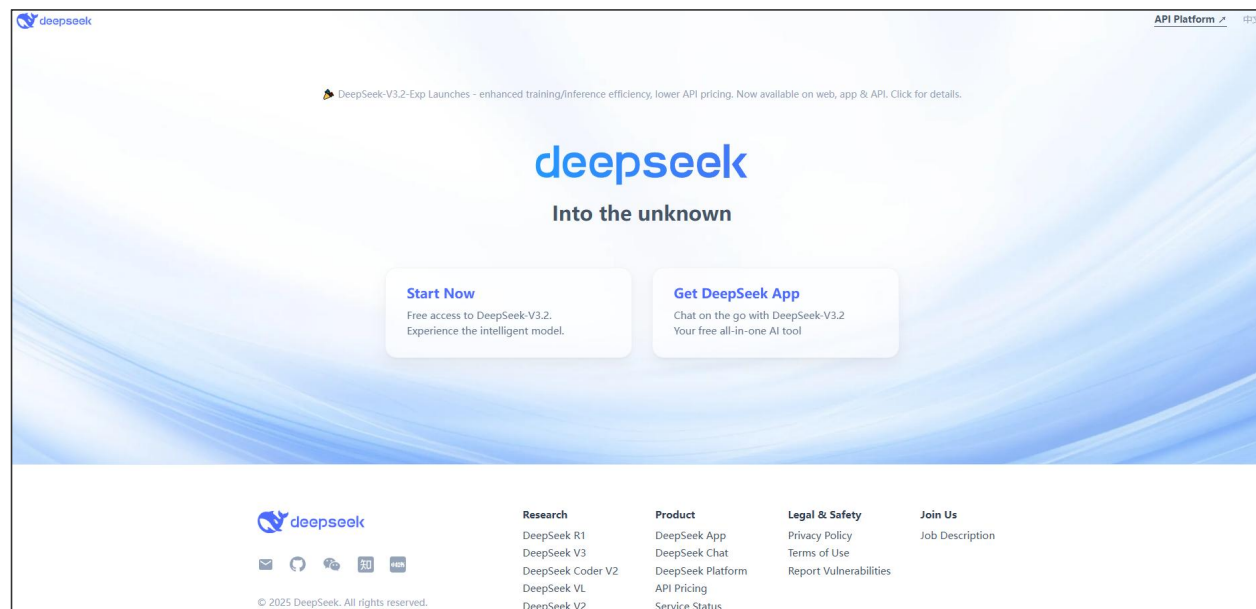 deepseek
API Platform ↗
🎉 DeepSeek-V3.2-Exp Launches - enhanced training/inference efficiency, lower API pricing. Now available on web, app & API. Click for details.
deepseek
Into the unknown
Start Now
Free access to DeepSeek-V3.2.
Experience the intelligent model.
Get DeepSeek App
Chat on the go with DeepSeek-V3.2
Your free all-in-one AI tool
deepseek
知
© 2025 DeepSeek. All rights reserved.
Research
DeepSeek R1
DeepSeek V3
DeepSeek Coder V2
DeepSeek VL
DeepSeek V2
Product
DeepSeek App
DeepSeek Chat
DeepSeek Platform
API Pricing
Service Status
Legal & Safety
Privacy Policy
Terms of Use
Report Vulnerabilities
Join Us
Job Description